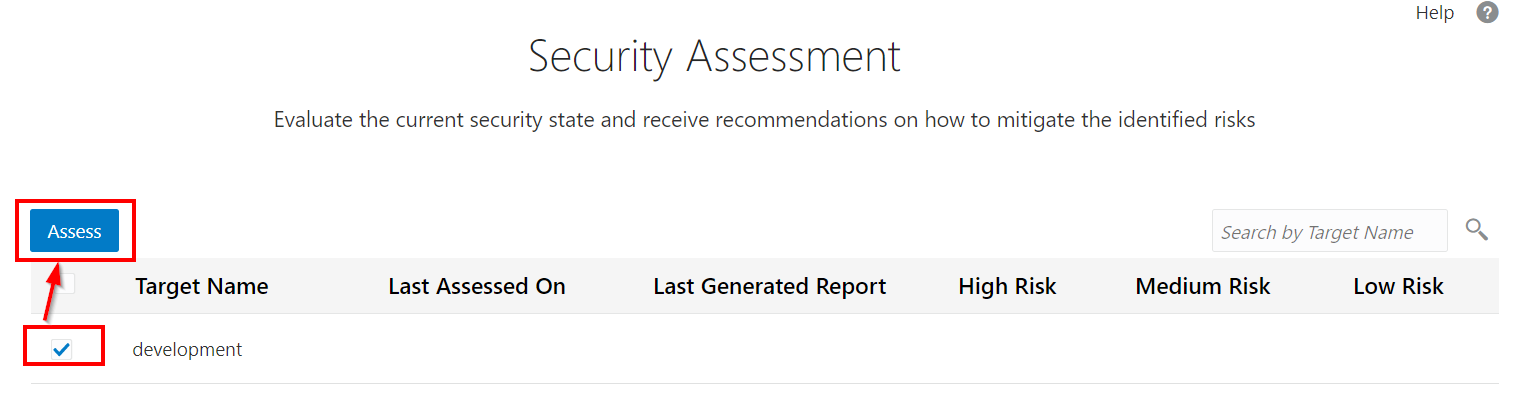 Help ?
Security Assessment
Evaluate the current security state and receive recommendations on how to mitigate the identified risks
Assess
Search by Target Name
Target Name Last Assessed On Last Generated Report High Risk Medium Risk Low Risk
development